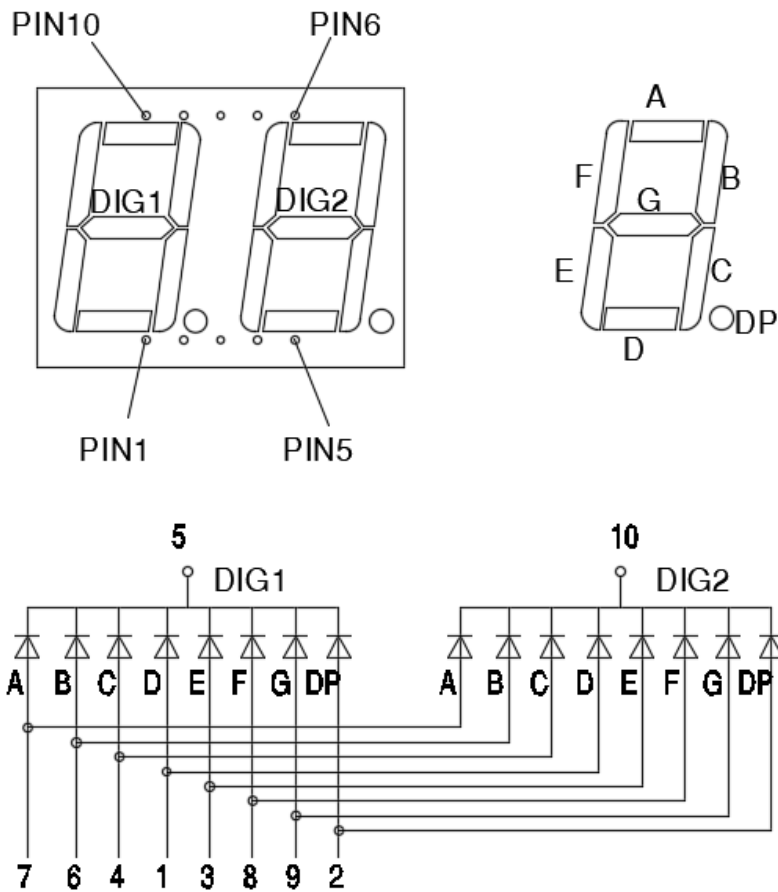 PIN10 PIN6
DIG1 DIG2
PIN1 PIN5
A
F B
G
E C
DP
D
5 10
DIG1 DIG2
A B C D E F G DP A B C D E F G DP
7 6 4 1 3 8 9 2